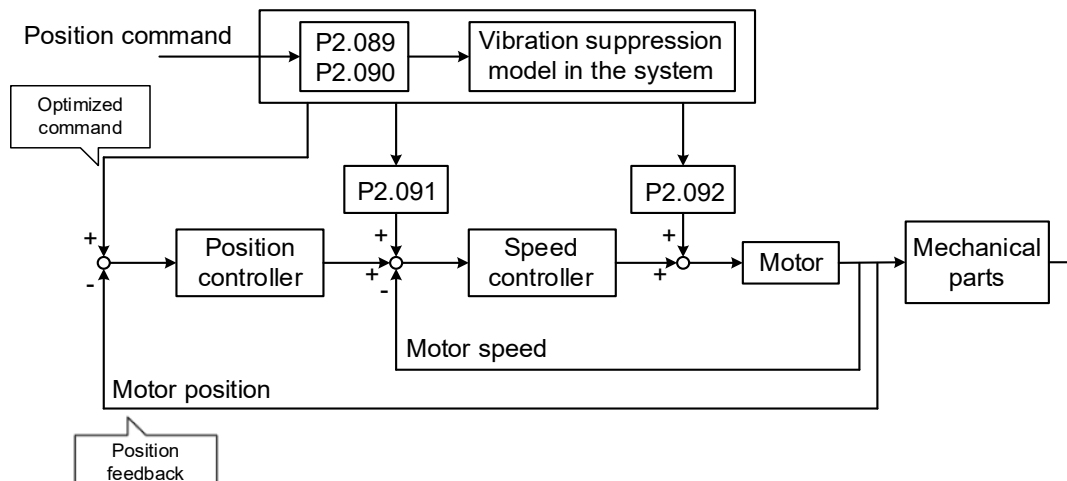 Position command
P2.089
P2.090
Vibration suppression
model in the system
Optimized
command
P2.091
P2.092
+
-
Position
controller
+
+
-
Speed
controller
+
+
Motor
Mechanical
parts
Motor speed
Motor position
Position
feedback